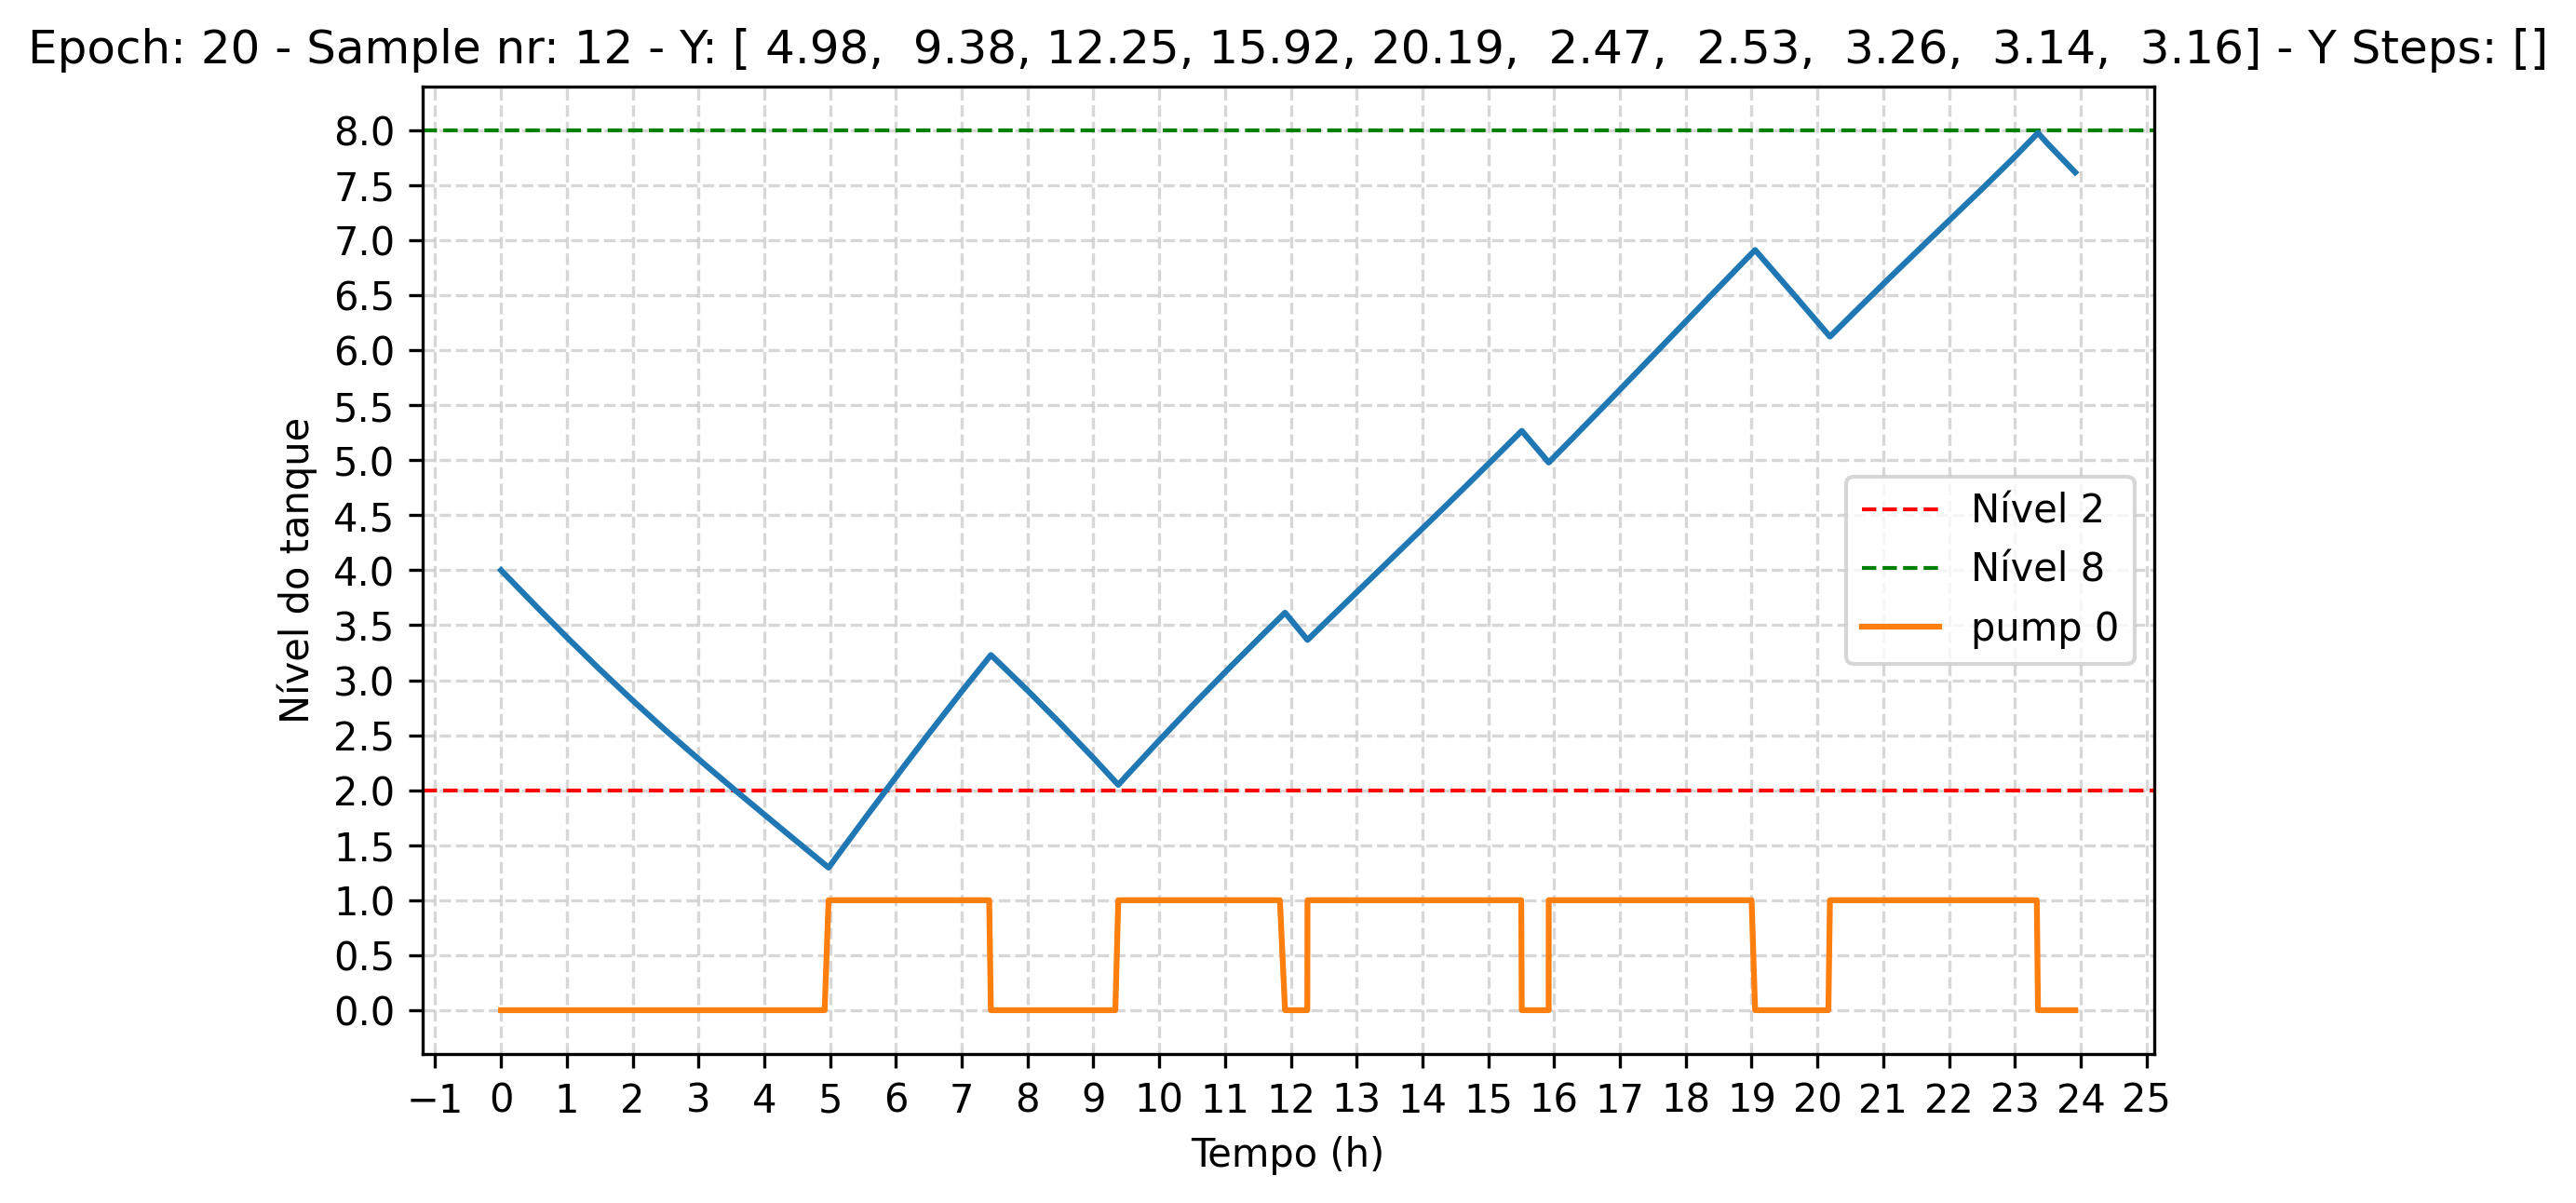 Epoch: 20 - Sample nr: 12 - Y: [ 4.98,  9.38, 12.25, 15.92, 20.19,  2.47,  2.53,  3.26,  3.14,  3.16] - Y Steps: []
8.0
7.5
7.0
6.5
6.0
5.5
5.0
4.5
4.0
3.5
3.0
2.5
2.0
1.5
1.0
0.5
0.0
Nível do tanque
Nível 2
Nível 8
pump 0
−1 0 1 2 3 4 5 6 7 8 9 10 11 12 13 14 15 16 17 18 19 20 21 22 23 24 25
Tempo (h)